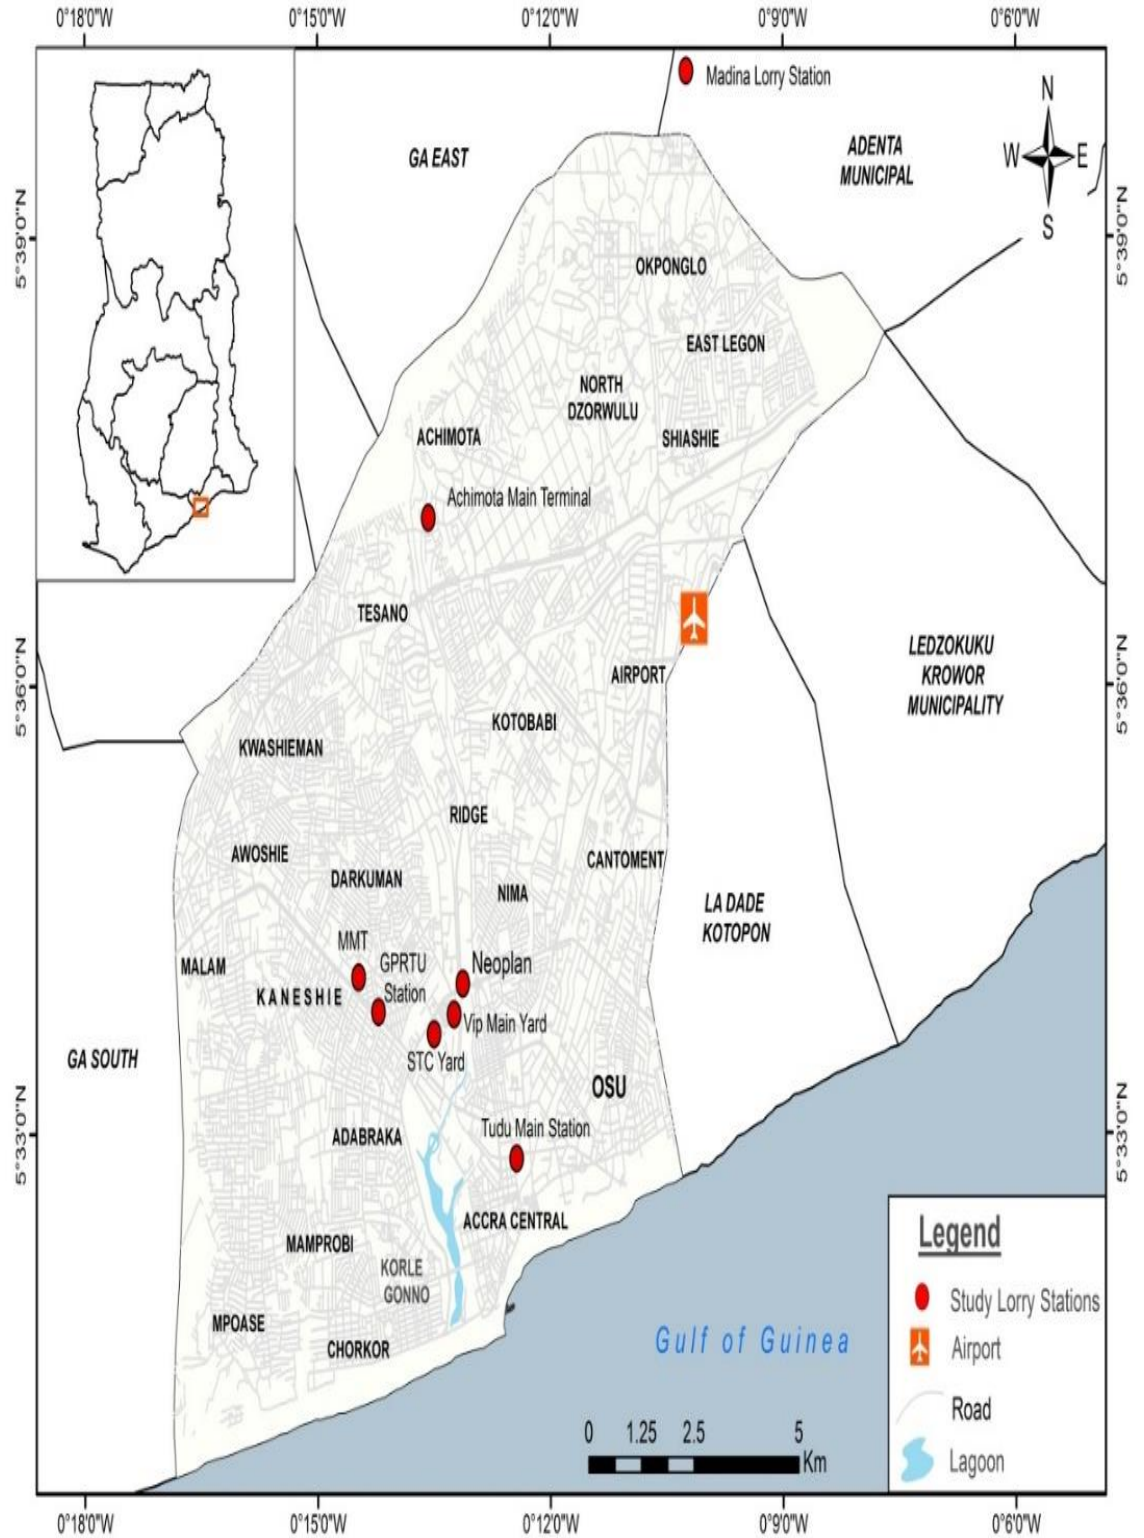 0°18'0"W 0°15'0"W 0°12'0"W 0°9'0"W 0°6'0"W
Madina Lorry Station
N
W E
S
GA EAST
ADENTA
MUNICIPAL
5°39'0"N
5°39'0"N
OKPONGLO
EAST LEGON
NORTH
DZORWULU
ACHIMOTA
SHIASHIE
Achimota Main Terminal
TESANO
LEDZOKUKU
KROWOR
MUNICIPALITY
AIRPORT
5°36'0"N
5°36'0"N
KOTOBABI
KWASHIEMAN
RIDGE
AWOSHIE
CANTOMENT
DARKUMAN
NIMA
LA DADE
KOTOPON
MMT
GPRTU
Station
Neoplan
MALAM
KANESHIE
Vip Main Yard
STC Yard
GA SOUTH
OSU
5°33'0"N
5°33'0"N
Tudu Main Station
ADABRAKA
ACCRA CENTRAL
MAMPROBI
KORLE
GONNO
MPOASE
CHORKOR
Gulf of Guinea
Legend
Study Lorry Stations
Airport
Road
Lagoon
0 1.25 2.5 5
Km
0°18'0"W 0°15'0"W 0°12'0"W 0°9'0"W 0°6'0"W